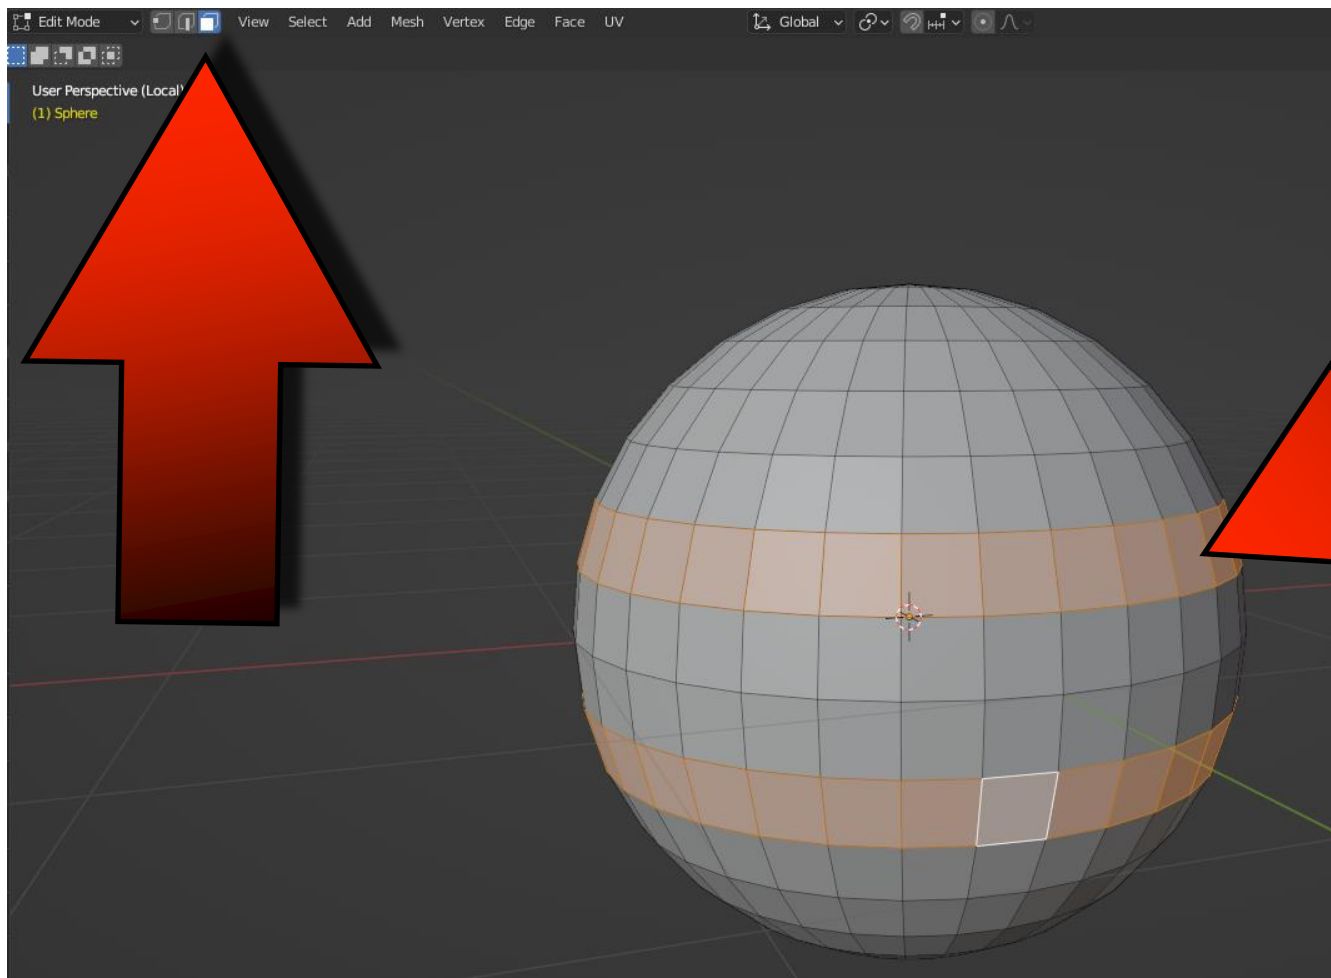 Edit Mode View Select Add Mesh Vertex Edge Face UV Global
User Perspective (Local)
(1) Sphere